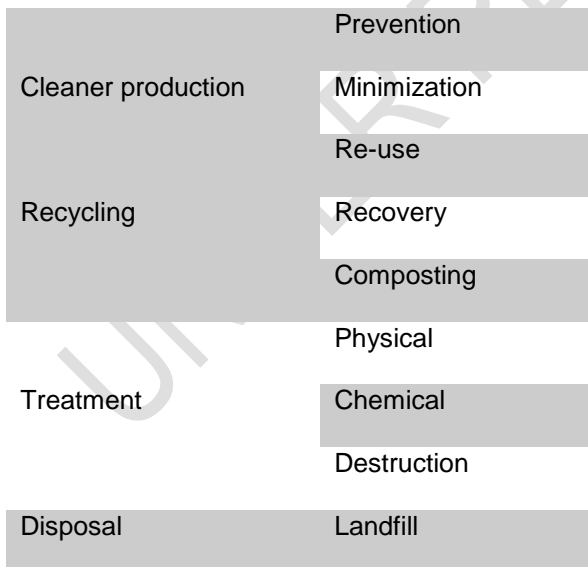 Prevention
Cleaner production Minimization
Re-use
Recycling Recovery
Composting
Physical
Treatment Chemical
Destruction
Disposal Landfill